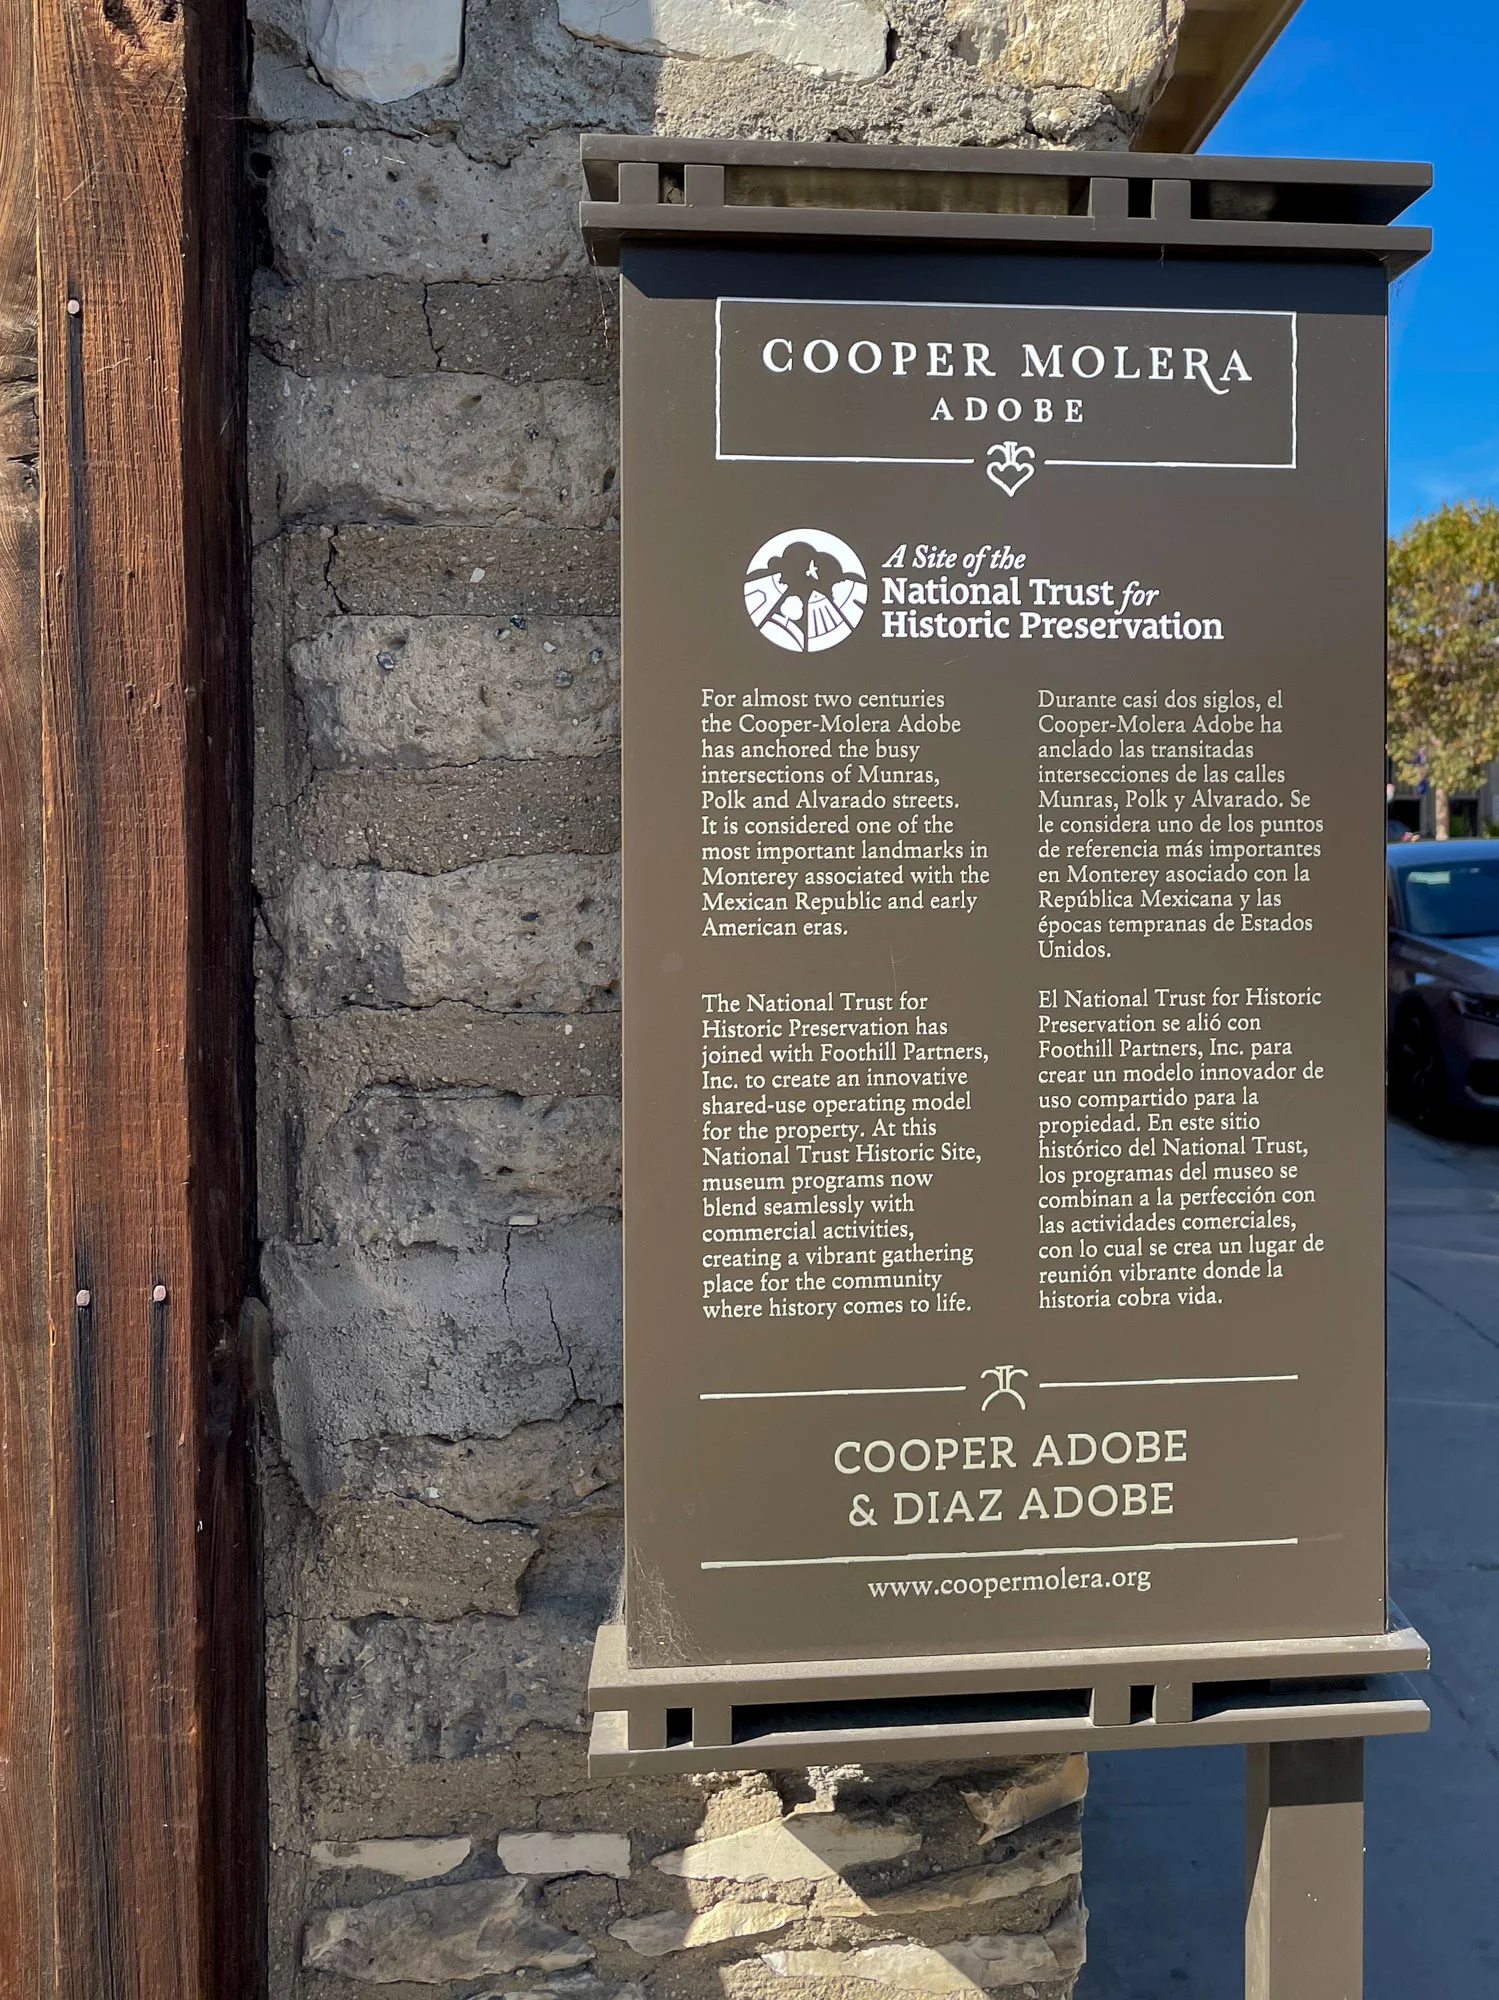 COOPER MOLERA
ADOBE
A Site of the
National Trust for
Historic Preservation
For almost two centuries
the Cooper-Molera Adobe
has anchored the busy
intersections of Munras,
Polk and Alvarado streets.
It is considered one of the
most important landmarks in
Monterey associated with the
Mexican Republic and early
American eras.
The National Trust for
Historic Preservation has
joined with Foothill Partners,
Inc. to create an innovative
shared-use operating model
for the property. At this
National Trust Historic Site,
museum programs now
blend seamlessly with
commercial activities,
creating a vibrant gathering
place for the community
where history comes to life.
Durante casi dos siglos, el
Cooper-Molera Adobe ha
anclado las transitadas
intersecciones de las calles
Munras, Polk y Alvarado. Se
le considera uno de los puntos
de referencia más importantes
en Monterey asociado con la
República Mexicana y las
épocas tempranas de Estados
Unidos.
El National Trust for Historic
Preservation se alió con
Foothill Partners, Inc. para
crear un modelo innovador de
uso compartido para la
propiedad. En este sitio
histórico del National Trust,
los programas del museo se
combinan a la perfección con
las actividades comerciales,
con lo cual se crea un lugar de
reunión vibrante donde la
historia cobra vida.
COOPER ADOBE
& DIAZ ADOBE
www.coopermolera.org